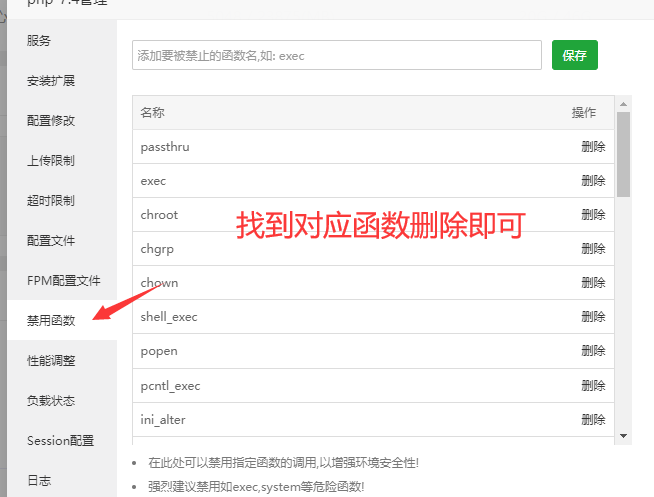 php-7.4管理
服务
安装扩展
配置修改
上传限制
超时限制
配置文件
FPM配置文件
禁用函数
性能调整
负载状态
Session配置
日志
添加要被禁止的函数名,如: exec
保存
名称 操作
passthru 删除
exec 删除
chroot 删除
找到对应函数删除即可
chgrp 删除
chown 删除
shell_exec 删除
popen 删除
pcntl_exec 删除
ini_alter 删除
在此处可以禁用指定函数的调用,以增强环境安全性!
强烈建议禁用如exec,system等危险函数!